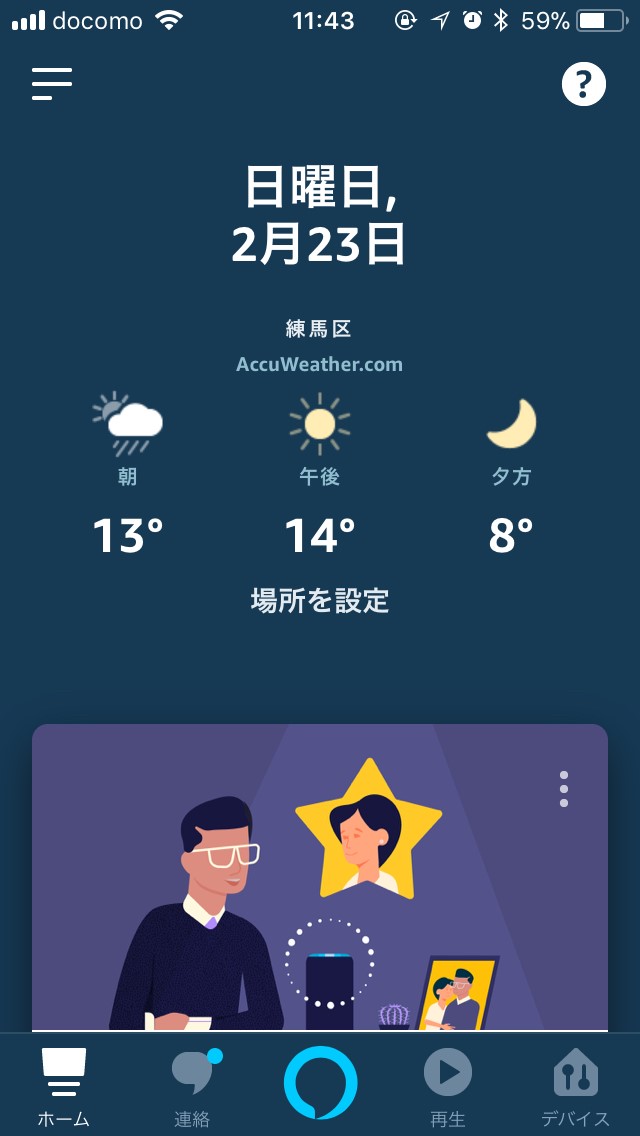 docomo 11:43 59%
?
日曜日,
2月23日
練馬区
AccuWeather.com
朝 午後 夕方
13° 14° 8°
場所を設定
ホーム 連絡 再生 デバイス